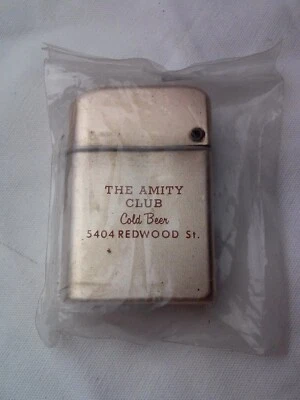 THE AMITY
CLUB
Cold Beer
5404 REDWOOD St.